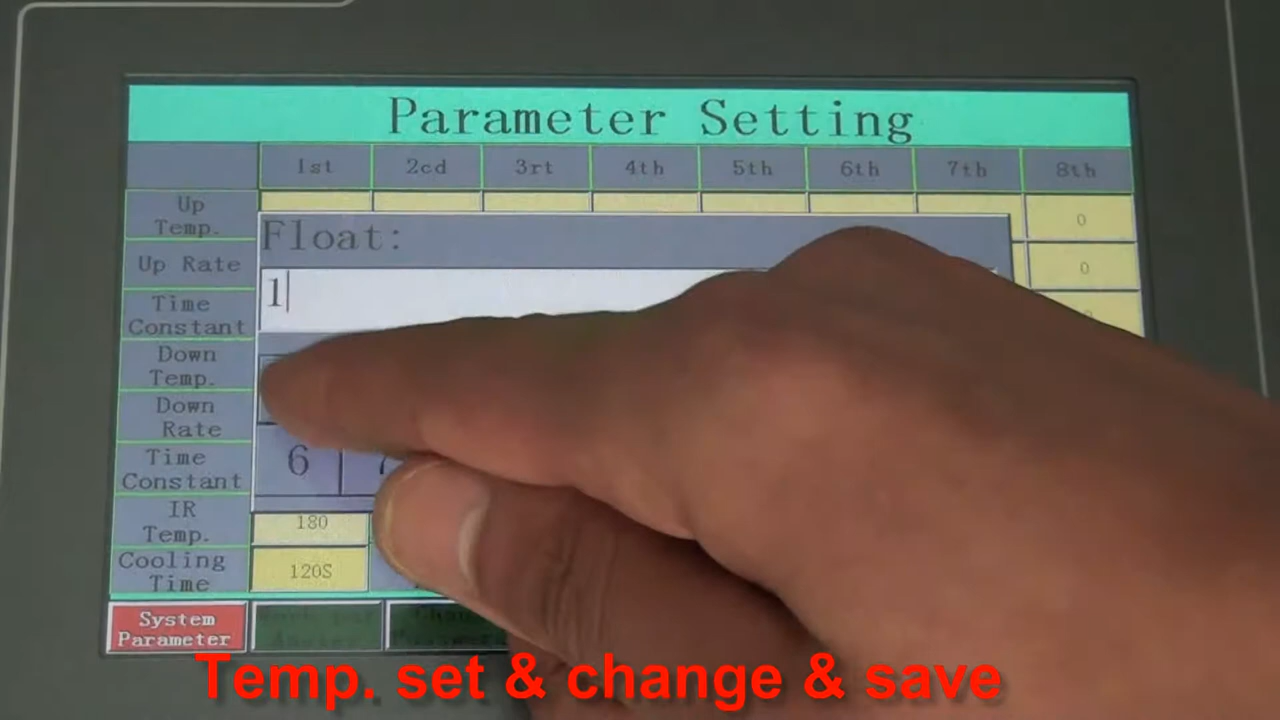 Parameter Setting
1st 2cd 3rt 4th 5th 6th 7th 8th
Up
Temp. 0
Float:
Up Rate 0
1
Time
Constant
Down
Temp.
Down
Rate
6
Time
Constant
IR
Temp. 180
Cooling
Time 120S
System
Parameter
Temp. set & change & save